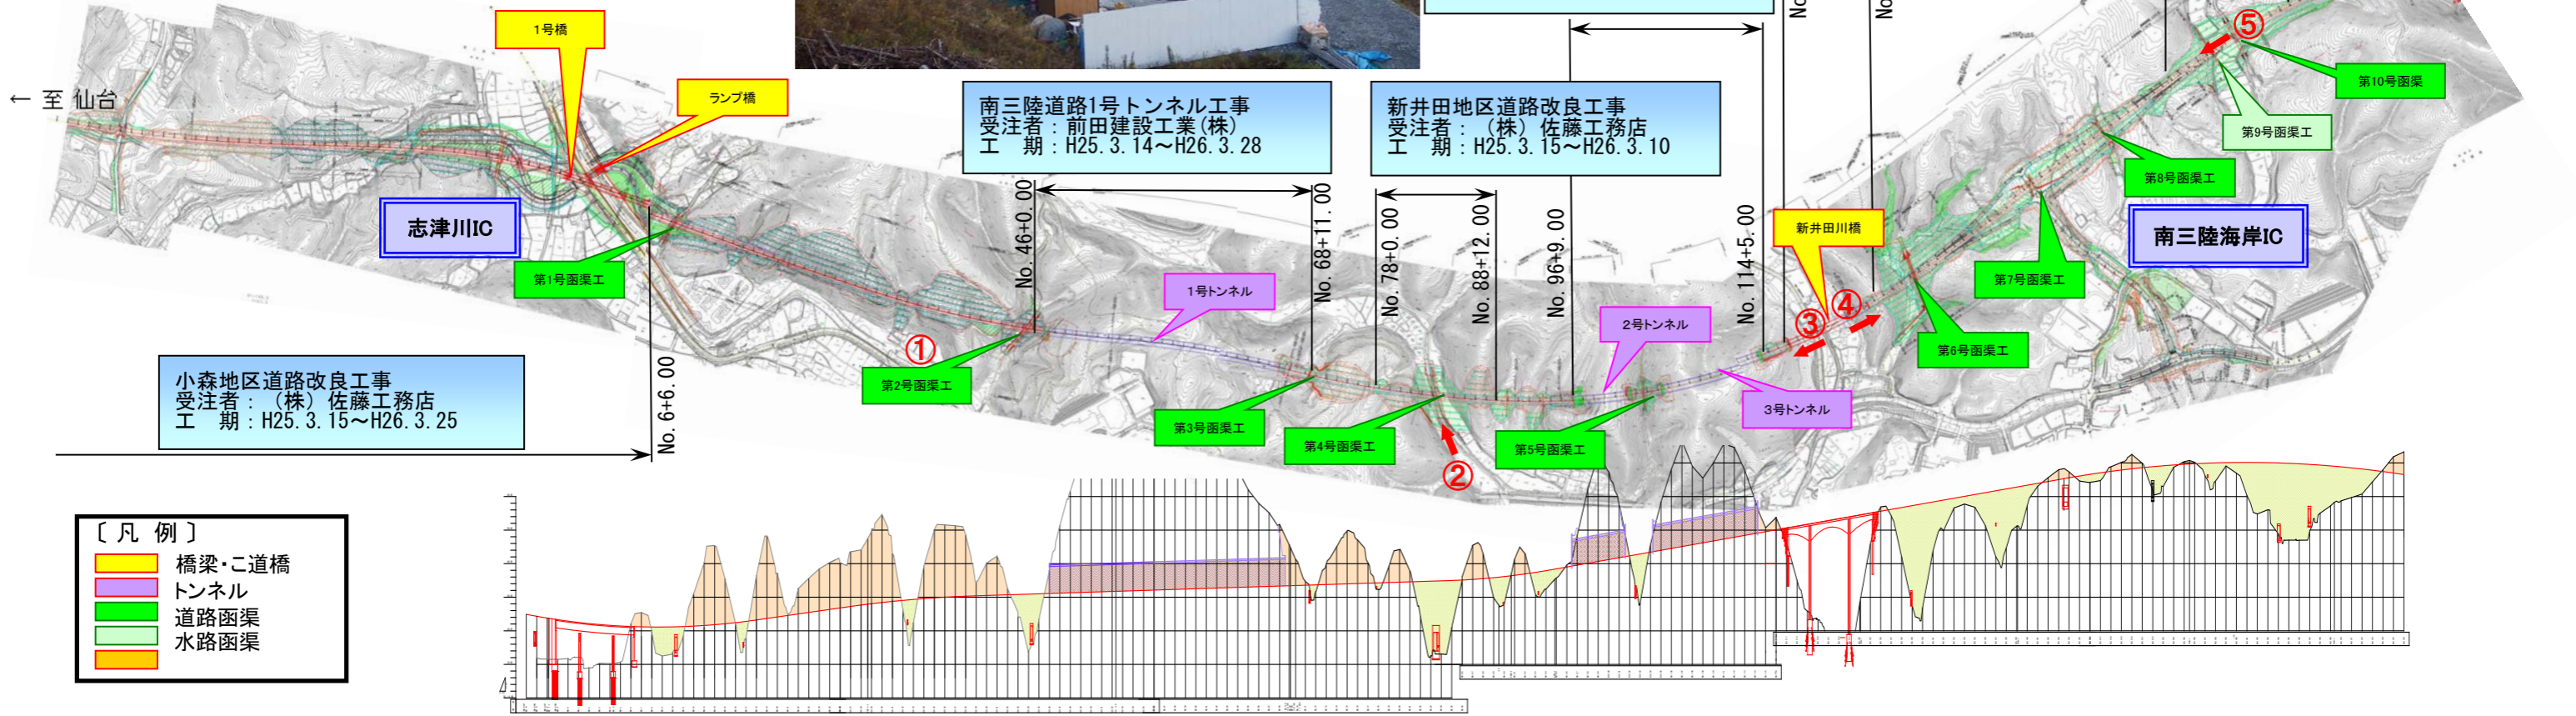 ← 至 仙台
1号橋
ランプ橋
志津川IC
第1号函渠工
小森地区道路改良工事
受注者：（株）佐藤工務店
工　期：H25.3.15～H26.3.25
No.6+6.00
①
第2号函渠工
南三陸道路1号トンネル工事
受注者：前田建設工業(株)
工　期：H25.3.14～H26.3.28
No.46+0.00
No.68+11.00
1号トンネル
第3号函渠工
新井田地区道路改良工事
受注者：（株）佐藤工務店
工　期：H25.3.15～H26.3.10
No.78+0.00
No.88+12.00
第4号函渠工
②
No.96+9.00
No.114+5.00
第5号函渠工
2号トンネル
3号トンネル
No
No
新井田川橋
③
④
第6号函渠工
第7号函渠工
第8号函渠工
第9号函渠工
第10号函渠
⑤
南三陸海岸IC
〔 凡 例 〕
橋梁・こ道橋
トンネル
道路函渠
水路函渠